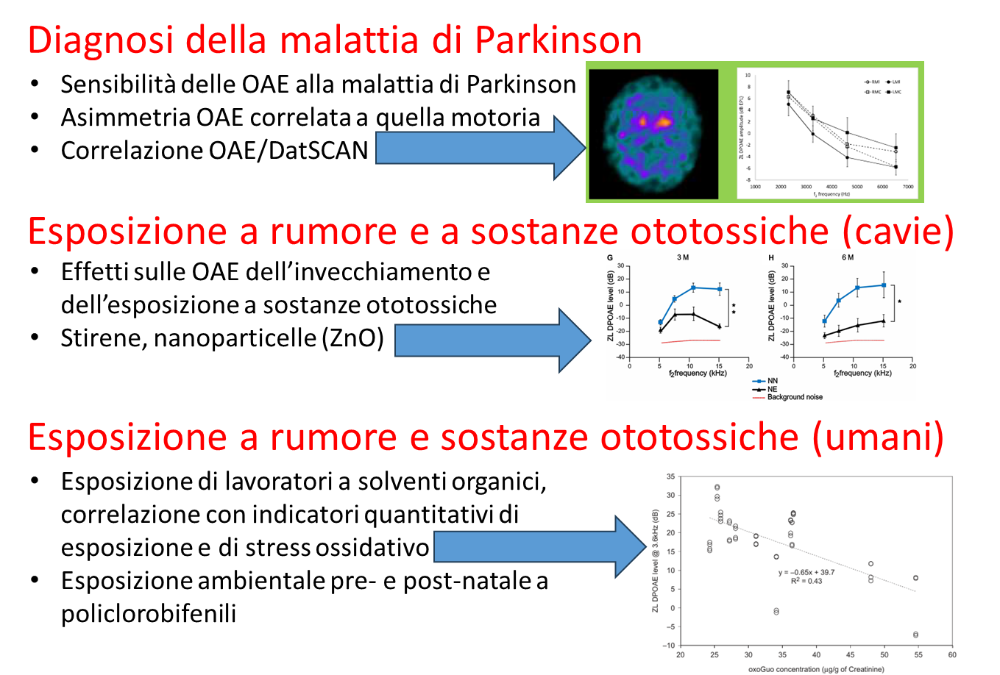 Diagnosi della malattia di Parkinson
• Sensibilità delle OAE alla malattia di Parkinson
• Asimmetria OAE correlata a quella motoria
• Correlazione OAE/DatSCAN
10
8
6
4
2
0
-2
-4
-6
-8
ZL DPOAE amplitude (dB EPL)
RMI LMI
RMC LMC
1000 2000 3000 4000 5000 6000 7000
f₂ frequency (Hz)
Esposizione a rumore e a sostanze ototossiche (cavie)
• Effetti sulle OAE dell’invecchiamento e
dell’esposizione a sostanze ototossiche
• Stirene, nanoparticelle (ZnO)
G 3 M
30
20
10
0
-10
-20
-30
-40
ZL DPOAE level (dB)
0 5 10 15 20
f₂frequency (kHz)
★
★
H 6 M
30
20
10
0
-10
-20
-30
-40
ZL DPOAE level (dB)
0 5 10 15 20
f₂frequency (kHz)
★
NN
NE
Background noise
Esposizione a rumore e sostanze ototossiche (umani)
• Esposizione di lavoratori a solventi organici,
correlazione con indicatori quantitativi di
esposizione e di stress ossidativo
• Esposizione ambientale pre- e post-natale a
policlorobifenili
35
30
25
20
15
10
5
0
−5
−10
ZL DPOAE level @ 3.6kHz (dB)
y = −0.65x + 39.7
R² = 0.43
20 25 30 35 40 45 50 55 60
oxoGuo concentration (µg/g of Creatinine)